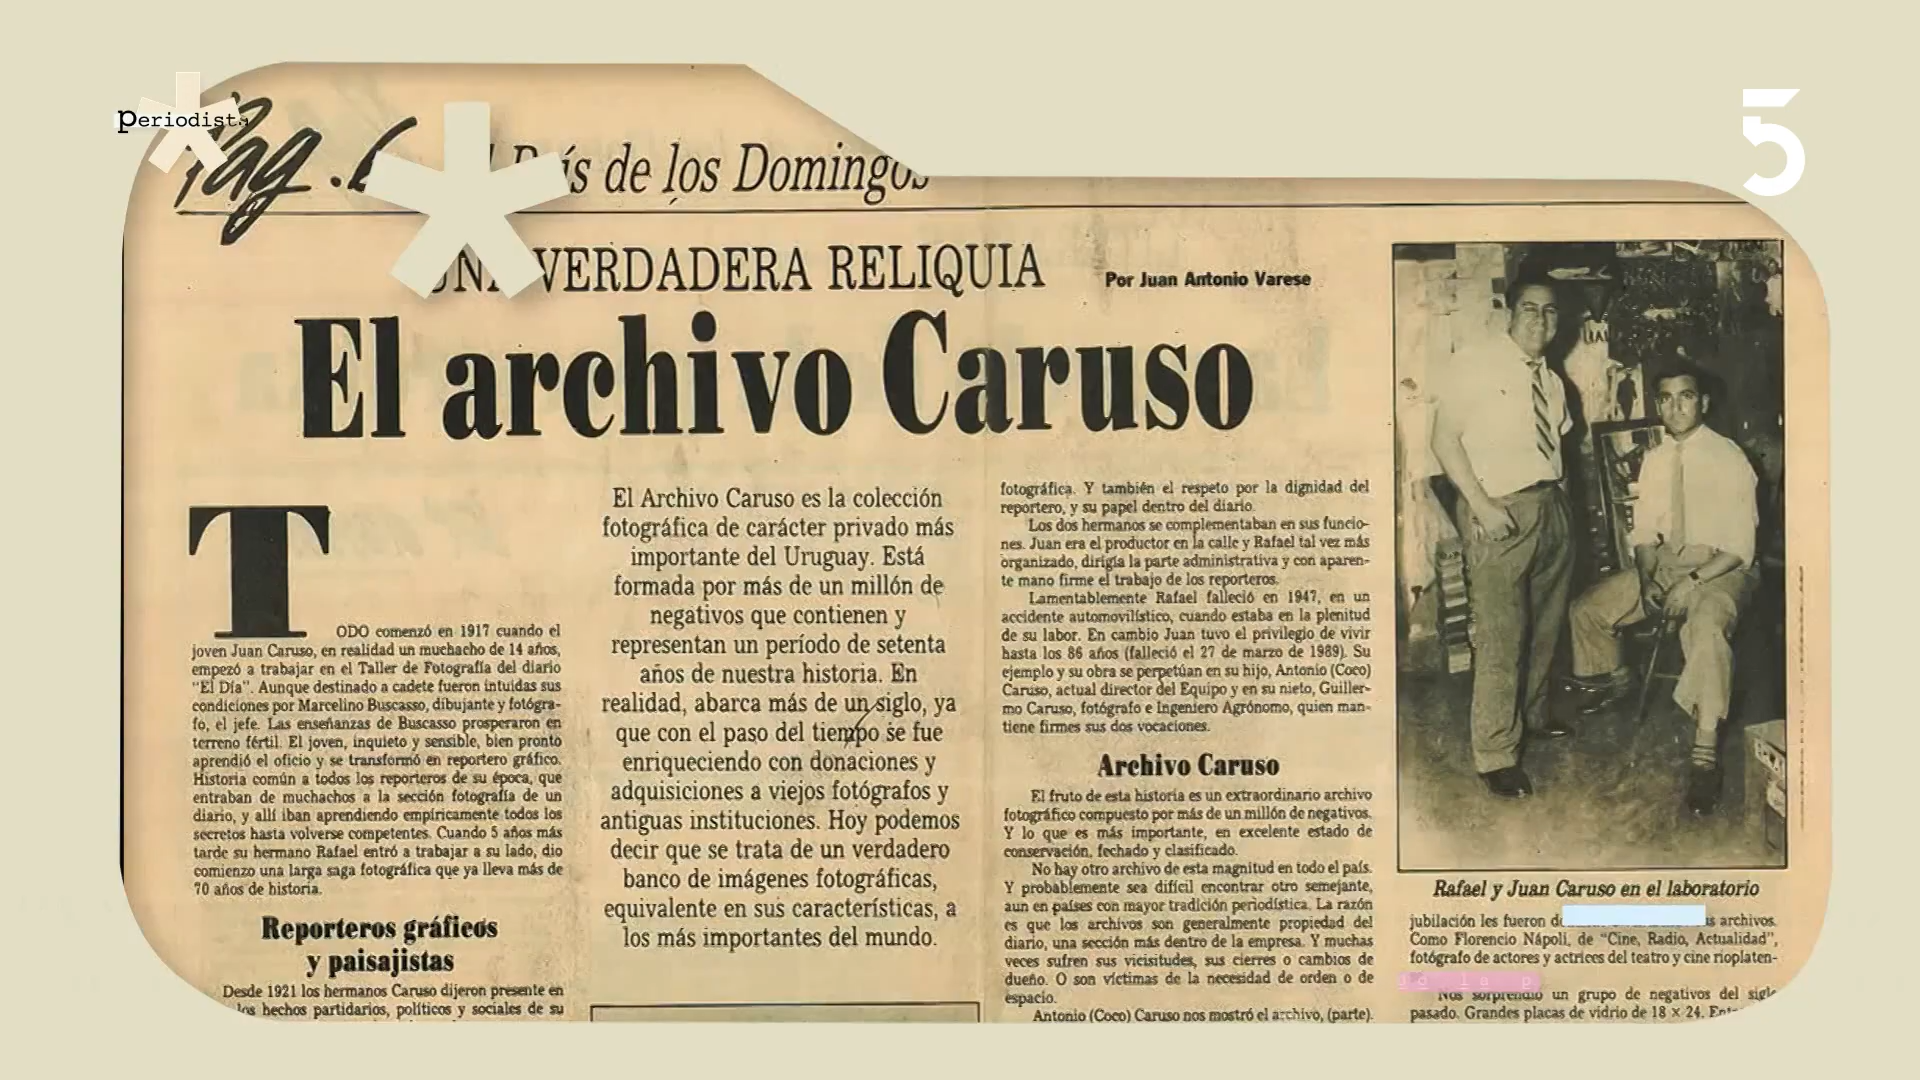 periodista
5
Pag. 6
País de los Domingos
UNA VERDADERA RELIQUIA
Por Juan Antonio Varese
El archivo Caruso
TODO comenzó en 1917 cuando el
joven Juan Caruso, en realidad un muchacho de 14 años,
empezó a trabajar en el Taller de Fotografía del diario
"El Día". Aunque destinado a cadete fueron intuidas sus
condiciones por Marcelino Buscasso, dibujante y fotógra-
fo, el jefe. Las enseñanzas de Buscasso prosperaron en
terreno fértil. El joven, inquieto y sensible, bien pronto
aprendió el oficio y se transformó en reportero gráfico.
Historia común a todos los reporteros de su época, que
entraban de muchachos a la sección fotografía de un
diario, y allí iban aprendiendo empíricamente todos los
secretos hasta volverse competentes. Cuando 5 años más
tarde su hermano Rafael entró a trabajar a su lado, dio
comienzo una larga saga fotográfica que ya lleva más de
70 años de historia.
Reporteros gráficos
y paisajistas
Desde 1921 los hermanos Caruso dijeron presente en
los hechos partidarios, políticos y sociales de su
El Archivo Caruso es la colección
fotográfica de carácter privado más
importante del Uruguay. Está
formada por más de un millón de
negativos que contienen y
representan un período de setenta
años de nuestra historia. En
realidad, abarca más de un siglo, ya
que con el paso del tiempo se fue
enriqueciendo con donaciones y
adquisiciones a viejos fotógrafos y
antiguas instituciones. Hoy podemos
decir que se trata de un verdadero
banco de imágenes fotográficas,
equivalente en sus características, a
los más importantes del mundo.
fotográfica. Y también el respeto por la dignidad del
reportero, y su papel dentro del diario.
Los dos hermanos se complementaban en sus funcio-
nes. Juan era el productor en la calle y Rafael tal vez más
organizado, dirigía la parte administrativa y con aparen-
te mano firme el trabajo de los reporteros.
Lamentablemente Rafael falleció en 1947, en un
accidente automovilístico, cuando estaba en la plenitud
de su labor. En cambio Juan tuvo el privilegio de vivir
hasta los 86 años (falleció el 27 de marzo de 1989). Su
ejemplo y su obra se perpetúan en su hijo, Antonio (Coco)
Caruso, actual director del Equipo y en su nieto, Guiller-
mo Caruso, fotógrafo e Ingeniero Agrónomo, quien man-
tiene firmes sus dos vocaciones.
Archivo Caruso
El fruto de esta historia es un extraordinario archivo
fotográfico compuesto por más de un millón de negativos.
Y lo que es más importante, en excelente estado de
conservación, fechado y clasificado.
No hay otro archivo de esta magnitud en todo el país.
Y probablemente sea difícil encontrar otro semejante,
aun en países con mayor tradición periodística. La razón
es que los archivos son generalmente propiedad del
diario, una sección más dentro de la empresa. Y muchas
veces sufren sus vicisitudes, sus cierres o cambios de
dueño. O son víctimas de la necesidad de orden o de
espacio.
Antonio (Coco) Caruso nos mostró el archivo, (parte).
Rafael y Juan Caruso en el laboratorio
jubilación les fueron archivos.
Como Florencio Nápoli, de "Cine, Radio, Actualidad",
fotógrafo de actores y actrices del teatro y cine rioplaten-
Nos sorprendió un grupo de negativos del siglo
pasado. Grandes placas de vidrio de 18 x 24.